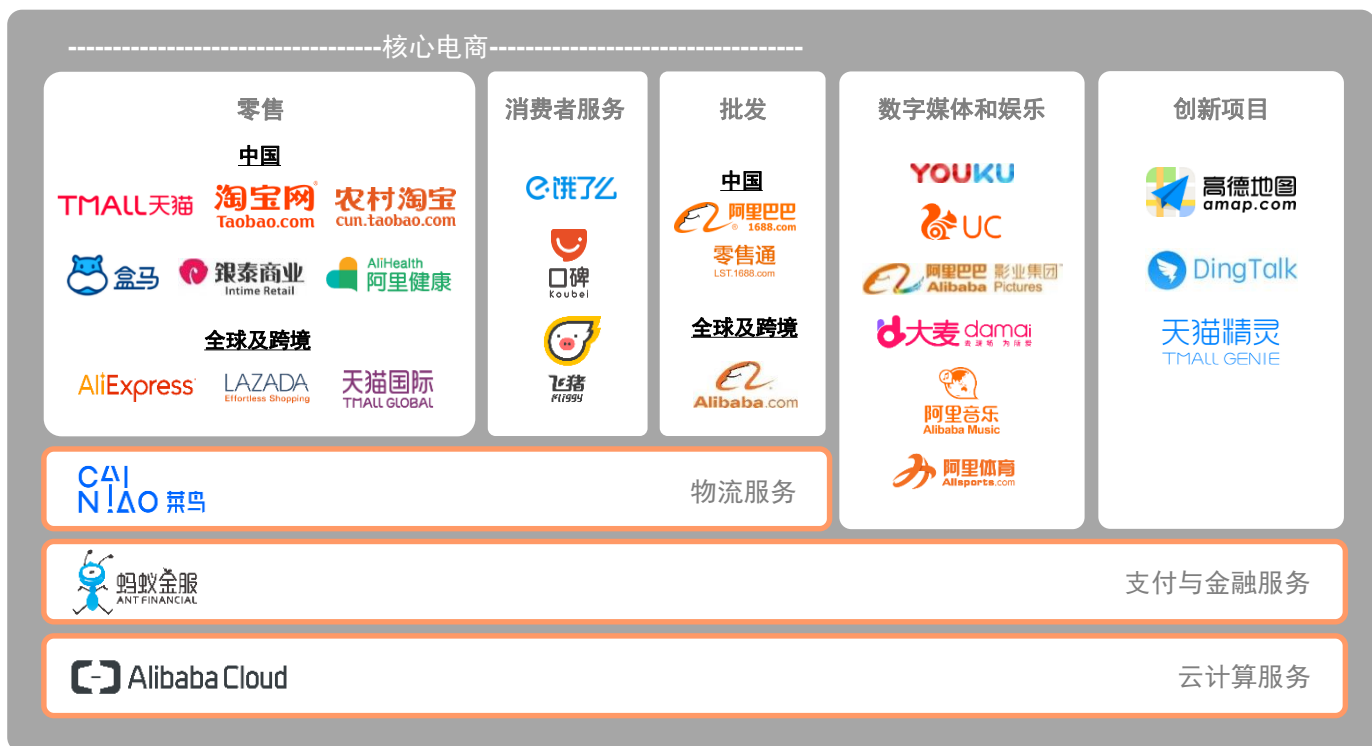 ----------------------------------核心电商----------------------------------
零售
中国
TMALL天猫
淘宝网
Taobao.com
农村淘宝
cun.taobao.com
盒马
银泰商业
Intime Retail
AliHealth
阿里健康
全球及跨境
AliExpress
LAZADA
Effortless Shopping
天猫国际
TMALL GLOBAL
消费者服务
饿了么
口碑
Koubei
飞猪
Fliggy
批发
中国
阿里巴巴
1688.com
零售通
LST.1688.com
全球及跨境
Alibaba.com
数字媒体和娱乐
YOUKU
UC
阿里巴巴 影业集团
Alibaba Pictures
大麦 damai
阿里音乐
Alibaba Music
阿里体育
Alisports.com
创新项目
高德地图
amap.com
DingTalk
天猫精灵
TMALL GENIE
CAI
NIAO 菜鸟
物流服务
蚂蚁金服
ANT FINANCIAL
支付与金融服务
Alibaba Cloud
云计算服务